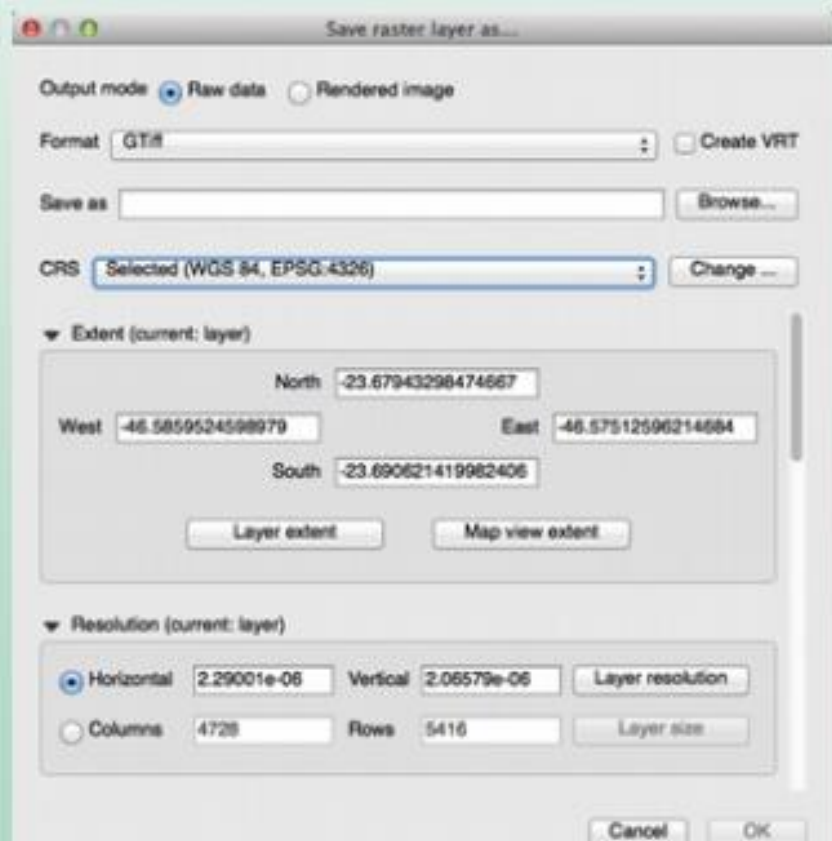 Save raster layer as...
Output mode Raw data Rendered image
Format GTiff Create VRT
Save as Browse...
CRS Selected (WGS 84, EPSG:4326) Change ...
Extent (current: layer)
North -23.67943298474667
West -46.5859524598979 East -46.57512596214684
South -23.690621419982406
Layer extent Map view extent
Resolution (current: layer)
Horizontal 2.29001e-06 Vertical 2.06579e-06 Layer resolution
Columns 4728 Rows 5416 Layer size
Cancel OK